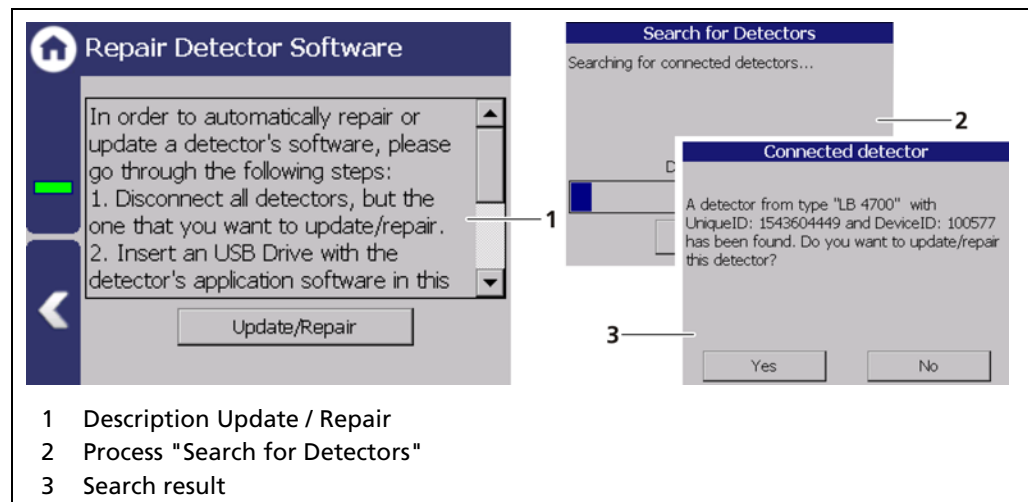 Repair Detector Software
In order to automatically repair or
update a detector's software, please
go through the following steps:
1. Disconnect all detectors, but the
one that you want to update/repair.
2. Insert an USB Drive with the
detector's application software in this
Update/Repair
1
Search for Detectors
Searching for connected detectors...
D
2
Connected detector
A detector from type "LB 4700" with
UniqueID: 1543604449 and DeviceID: 100577
has been found. Do you want to update/repair
this detector?
3
Yes
No
1 Description Update / Repair
2 Process "Search for Detectors"
3 Search result